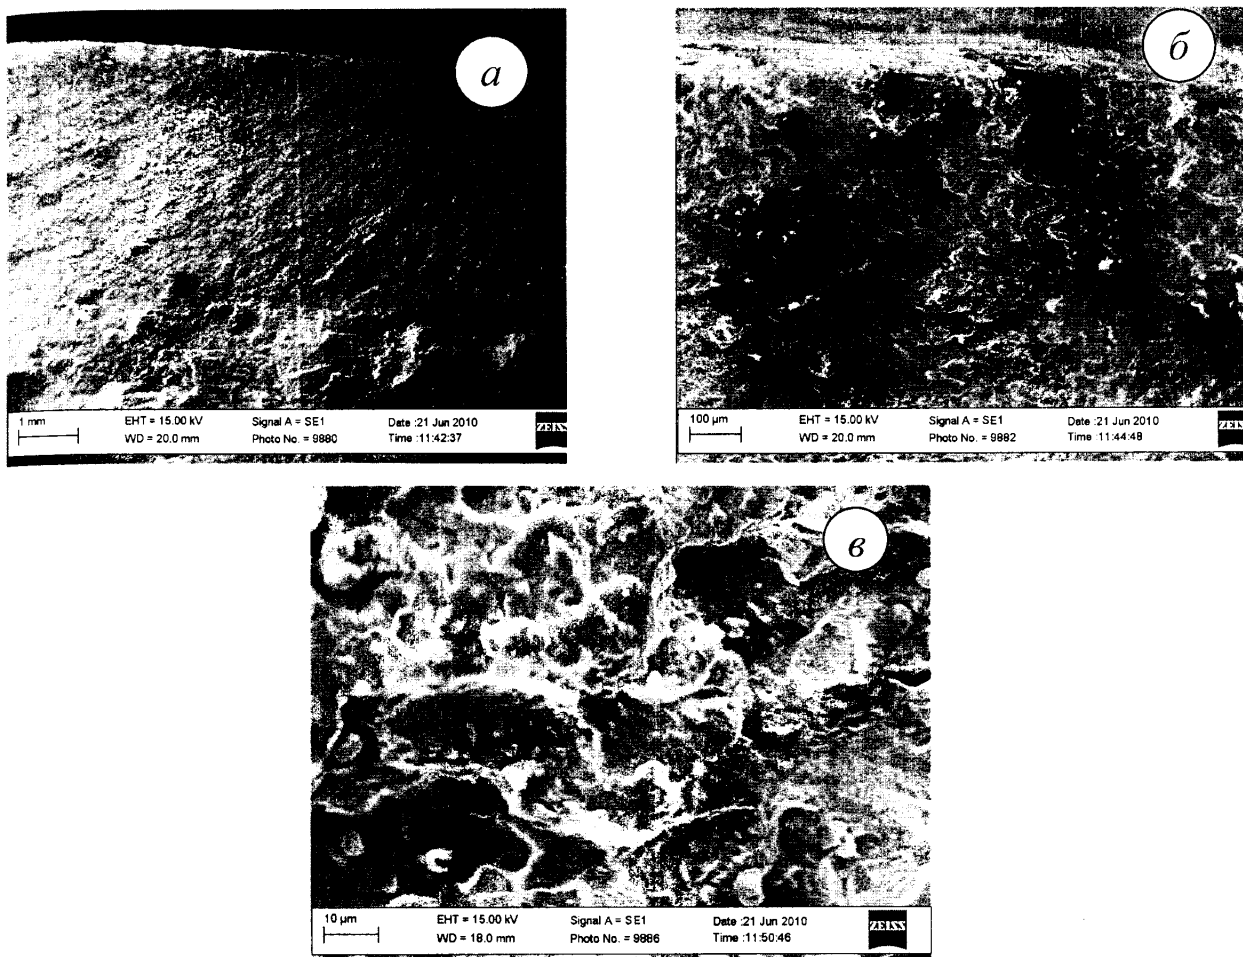 а
1 mm
EHT = 15.00 kV
Signal A = SE1
Date :21 Jun 2010
WD = 20.0 mm
Photo No. = 9880
Time :11:42:37
ZEISS
б
100 µm
EHT = 15.00 kV
Signal A = SE1
Date :21 Jun 2010
WD = 20.0 mm
Photo No. = 9882
Time :11:44:48
ZEISS
в
10 µm
EHT = 15.00 kV
Signal A = SE1
Date :21 Jun 2010
WD = 18.0 mm
Photo No. = 9886
Time :11:50:46
ZEISS